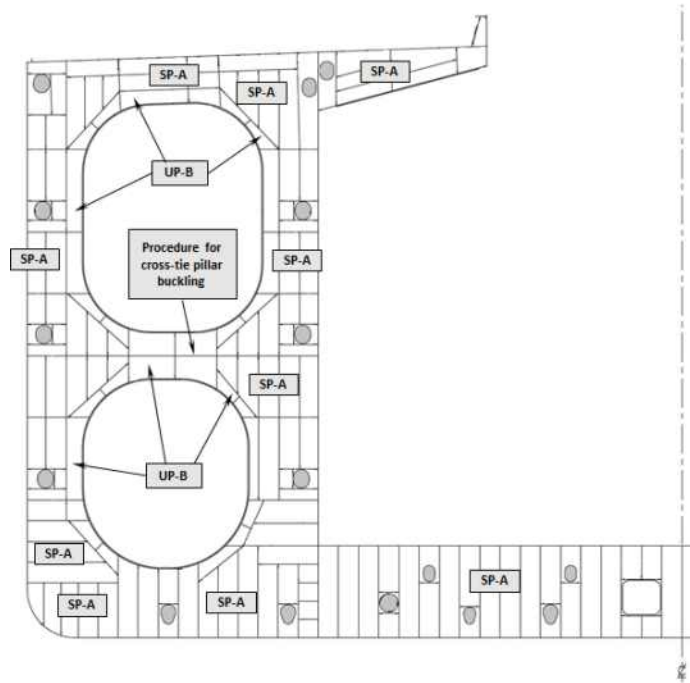 SP-A
SP-A
SP-A
UP-B
Procedure for
cross-tie pillar
buckling
SP-A
SP-A
SP-A
UP-B
SP-A
SP-A
SP-A
SP-A